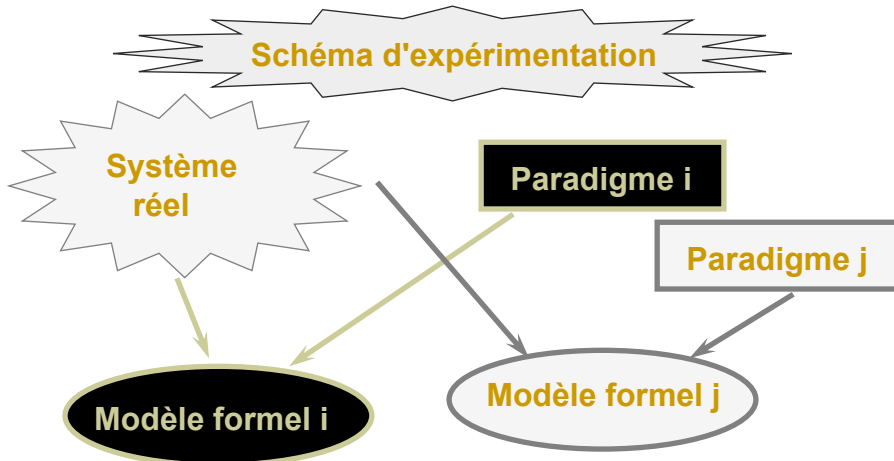 Schéma d'expérimentation
Système
réel
Paradigme i
Paradigme j
Modèle formel i
Modèle formel j